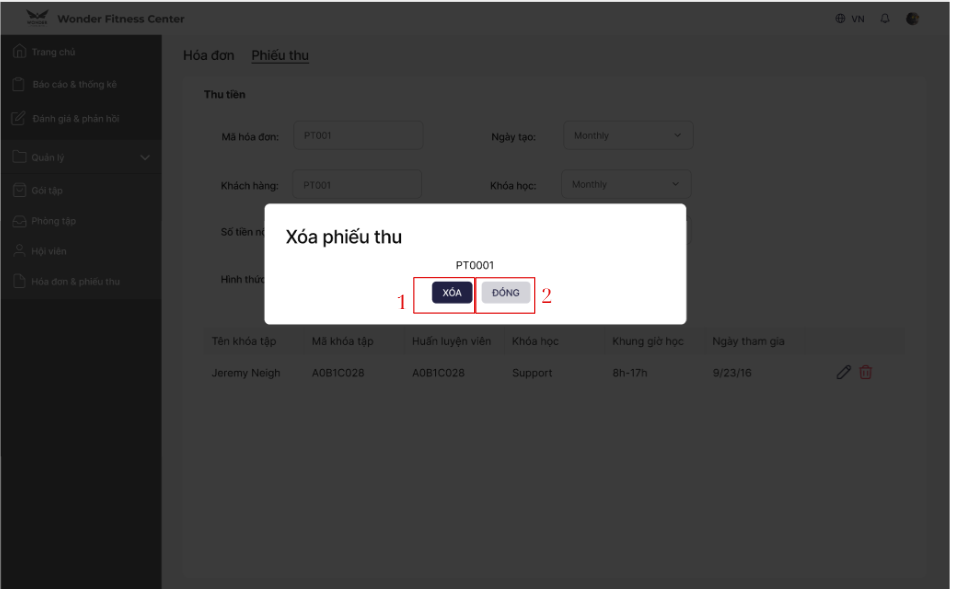 WONDER
Wonder Fitness Center
VN
Trang chủ
Báo cáo & thống kê
Đánh giá & phản hồi
Quản lý
Gói tập
Phòng tập
Hội viên
Hóa đơn & phiếu thu
Hóa đơn Phiếu thu
Thu tiền
Mã hóa đơn: PT001 Ngày tạo: Monthly
Khách hàng: PT001 Khóa học: Monthly
Số tiền
Hình thức
Xóa phiếu thu
PT0001
1 XÓA ĐÓNG 2
Tên khóa tập Mã khóa tập Huấn luyện viên Khóa học Khung giờ học Ngày tham gia
Jeremy Neigh A0B1C028 A0B1C028 Support 8h-17h 9/23/16